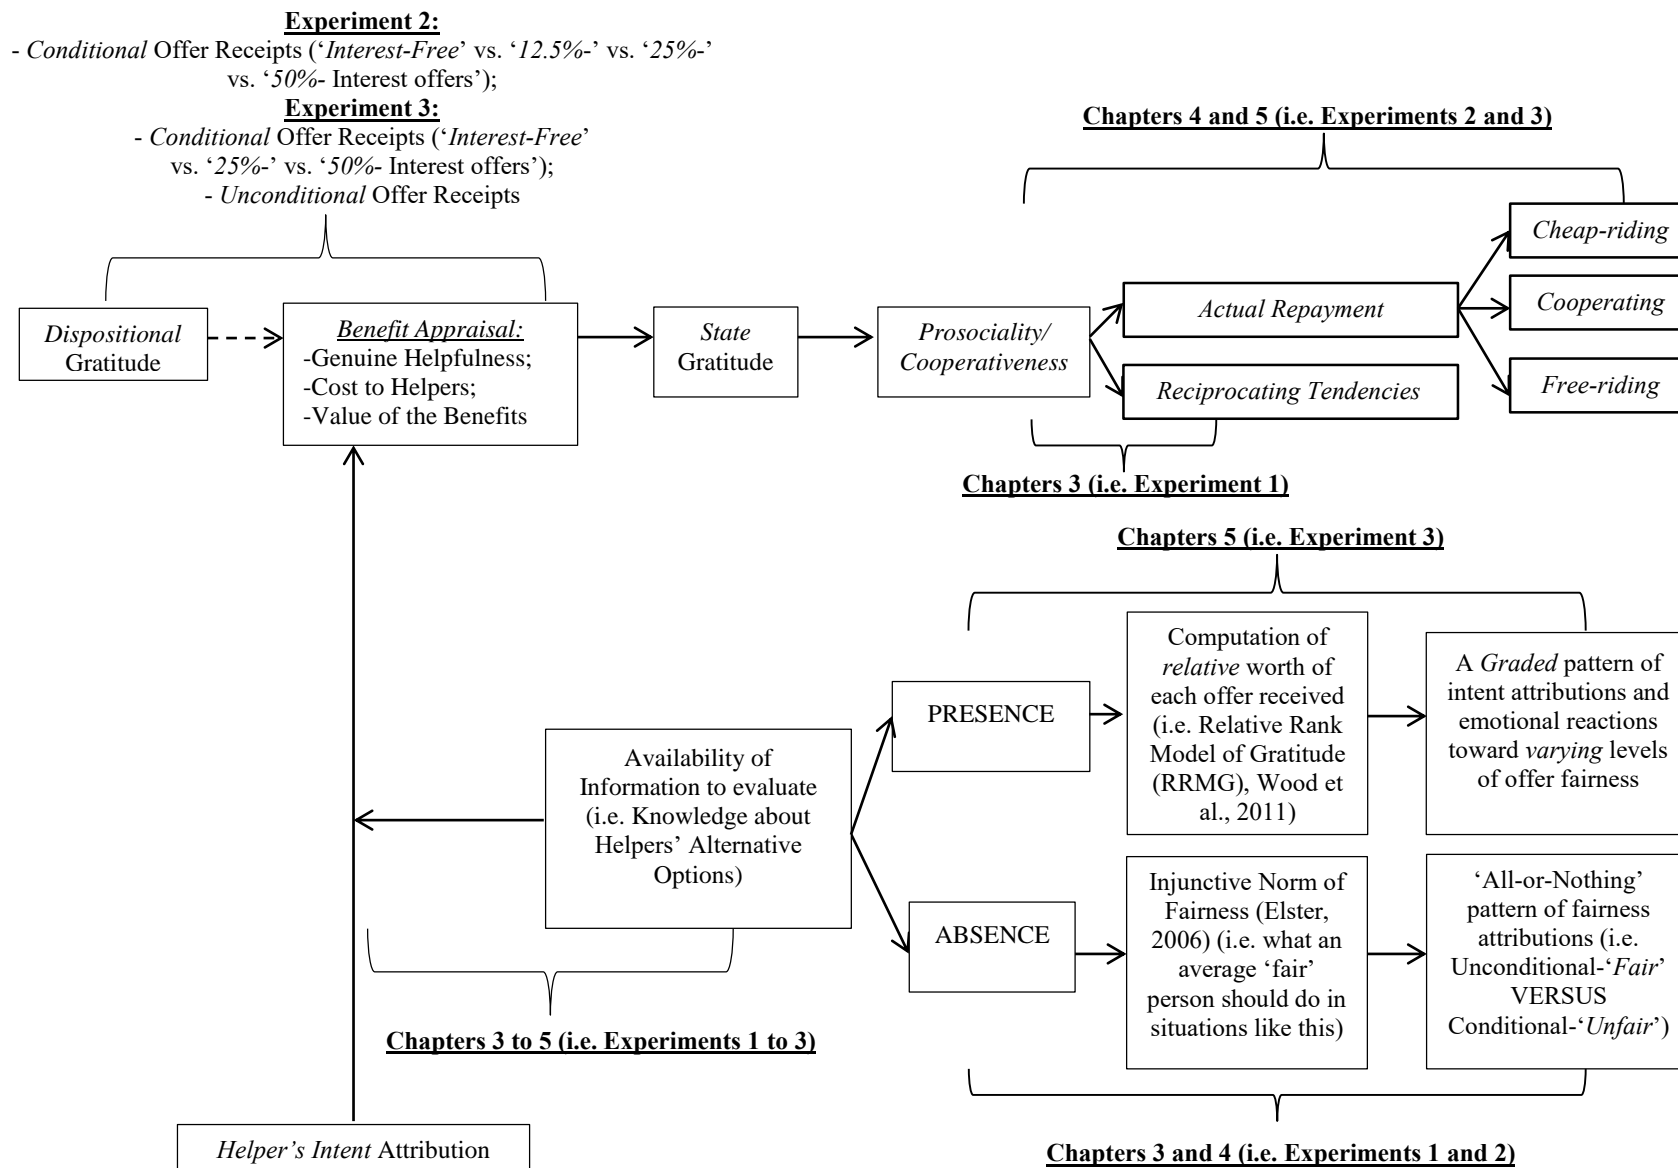 Experiment 2:
- Conditional Offer Receipts (‘Interest-Free’ vs. ‘12.5%-’ vs. ‘25%-’
vs. ‘50%- Interest offers’);
Experiment 3:
- Conditional Offer Receipts (‘Interest-Free’
vs. ‘25%-’ vs. ‘50%- Interest offers’);
- Unconditional Offer Receipts
Chapters 4 and 5 (i.e. Experiments 2 and 3)
Dispositional
Gratitude
Benefit Appraisal:
-Genuine Helpfulness;
-Cost to Helpers;
-Value of the Benefits
State
Gratitude
Prosociality/
Cooperativeness
Actual Repayment
Reciprocating Tendencies
Cheap-riding
Cooperating
Free-riding
Chapters 3 (i.e. Experiment 1)
Chapters 5 (i.e. Experiment 3)
Availability of
Information to evaluate
(i.e. Knowledge about
Helpers’ Alternative
Options)
PRESENCE
Computation of
relative worth of
each offer received
(i.e. Relative Rank
Model of Gratitude
(RRMG), Wood et
al., 2011)
A Graded pattern of
intent attributions and
emotional reactions
toward varying levels
of offer fairness
ABSENCE
Injunctive Norm of
Fairness (Elster,
2006) (i.e. what an
average ‘fair’
person should do in
situations like this)
‘All-or-Nothing’
pattern of fairness
attributions (i.e.
Unconditional-‘Fair’
VERSUS
Conditional-‘Unfair’)
Chapters 3 to 5 (i.e. Experiments 1 to 3)
Helper’s Intent Attribution
Chapters 3 and 4 (i.e. Experiments 1 and 2)